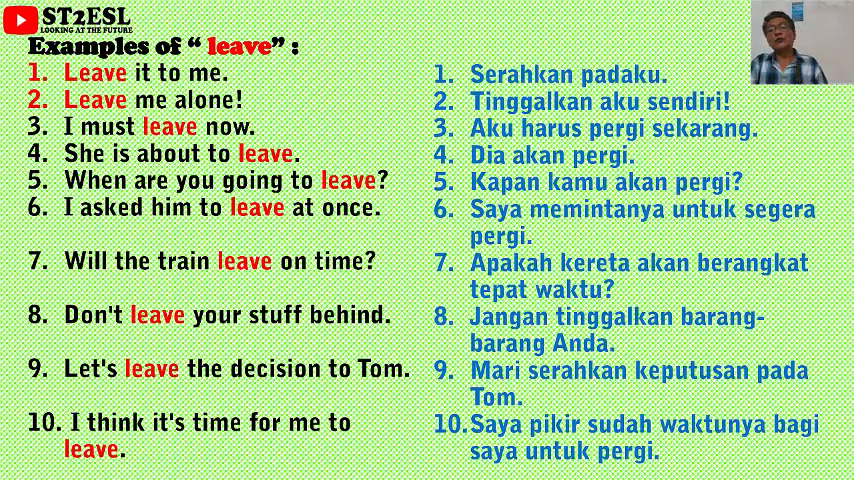 ST2ESL
LOOKING AT THE FUTURE
Examples of “ leave” :
1. Leave it to me.
2. Leave me alone!
3. I must leave now.
4. She is about to leave.
5. When are you going to leave?
6. I asked him to leave at once.
7. Will the train leave on time?
8. Don't leave your stuff behind.
9. Let's leave the decision to Tom.
10. I think it's time for me to
leave.
1. Serahkan padaku.
2. Tinggalkan aku sendiri!
3. Aku harus pergi sekarang.
4. Dia akan pergi.
5. Kapan kamu akan pergi?
6. Saya memintanya untuk segera
pergi.
7. Apakah kereta akan berangkat
tepat waktu?
8. Jangan tinggalkan barang-
barang Anda.
9. Mari serahkan keputusan pada
Tom.
10.Saya pikir sudah waktunya bagi
saya untuk pergi.